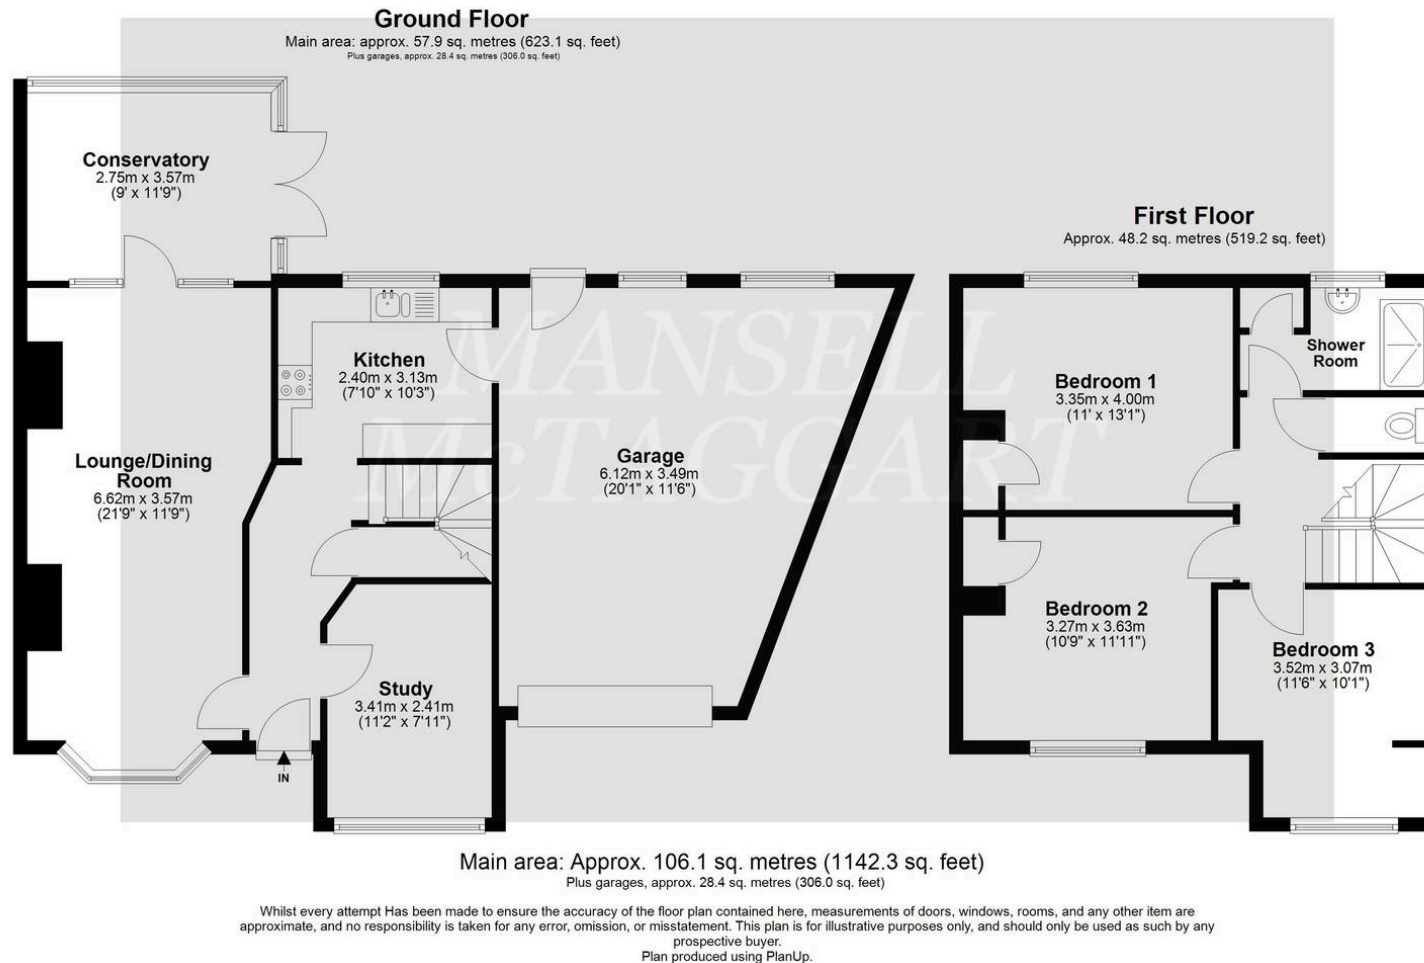 Ground Floor
Main area: approx. 57.9 sq. metres (623.1 sq. feet)
Plus garages, approx. 28.4 sq. metres (306.0 sq. feet)
Conservatory
2.75m x 3.57m
(9' x 11'9")
First Floor
Approx. 48.2 sq. metres (519.2 sq. feet)
Kitchen
2.40m x 3.13m
(7'10" x 10'3")
Shower
Room
Bedroom 1
3.35m x 4.00m
(11' x 13'1")
MANSELL
McTAGGART
Lounge/Dining
Room
6.62m x 3.57m
(21'9" x 11'9")
Garage
6.12m x 3.49m
(20'1" x 11'6")
Bedroom 2
3.27m x 3.63m
(10'9" x 11'11")
Bedroom 3
3.52m x 3.07m
(11'6" x 10'1")
Study
3.41m x 2.41m
(11'2" x 7'11")
IN
Main area: Approx. 106.1 sq. metres (1142.3 sq. feet)
Plus garages, approx. 28.4 sq. metres (306.0 sq. feet)
Whilst every attempt Has been made to ensure the accuracy of the floor plan contained here, measurements of doors, windows, rooms, and any other item are
approximate, and no responsibility is taken for any error, omission, or misstatement. This plan is for illustrative purposes only, and should only be used as such by any
prospective buyer.
Plan produced using PlanUp.